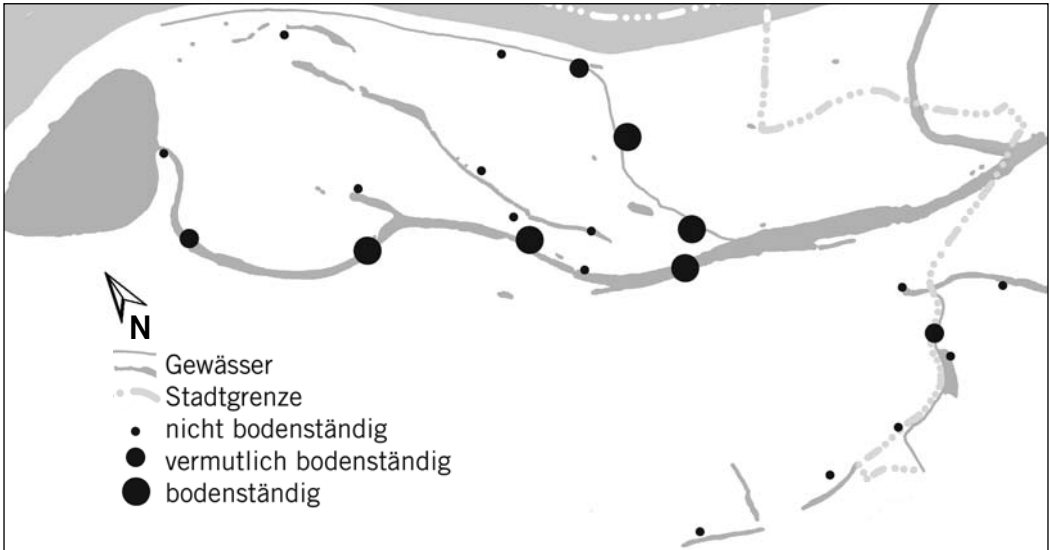 N
Gewässer
Stadtgrenze
nicht bodenständig
vermutlich bodenständig
bodenständig